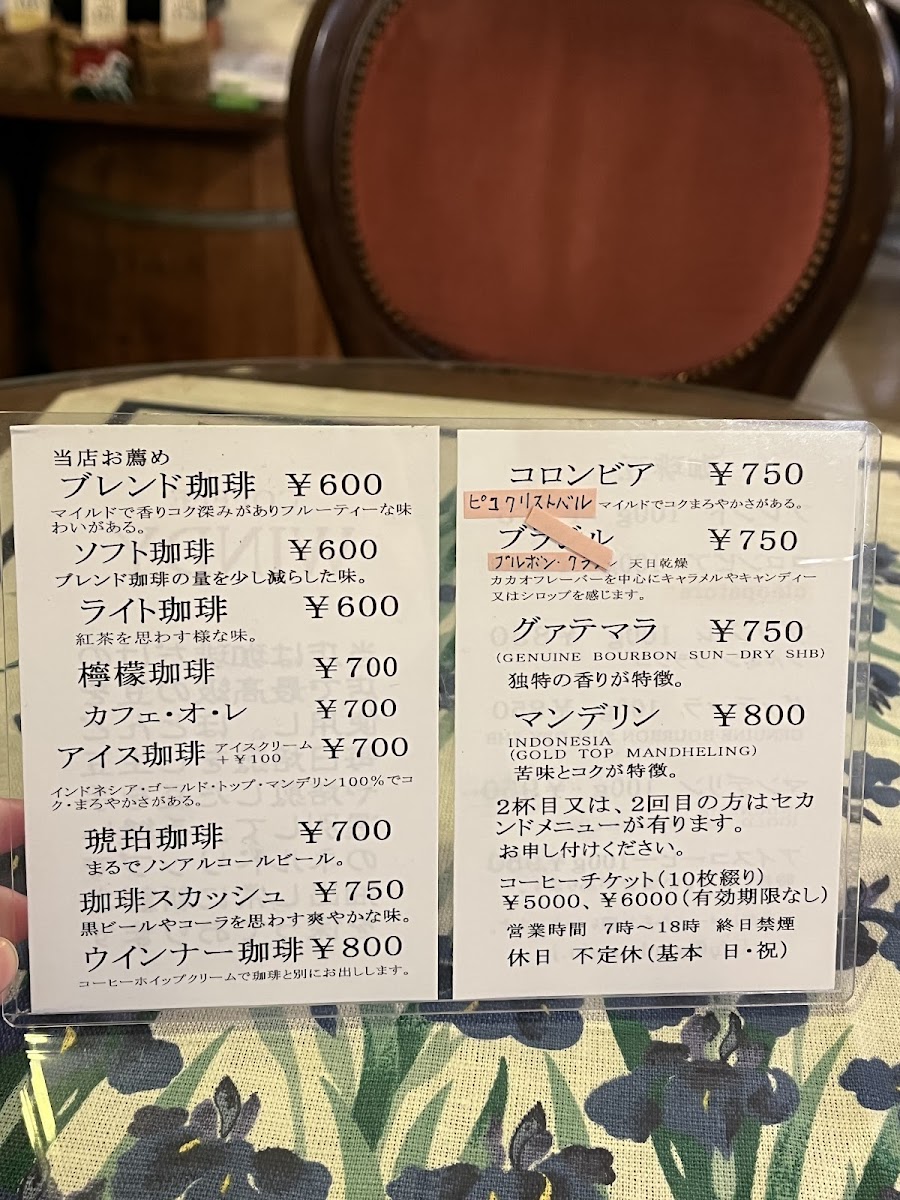 当店お薦め
ブレンド珈琲 ￥600
マイルドで香りコク深みがありフルーティーな味
わいがある。
ソフト珈琲 ￥600
ブレンド珈琲の量を少し減らした味。
ライト珈琲 ￥600
紅茶を思わす様な味。
檸檬珈琲 ￥700
カフェ・オ・レ ￥700
アイス珈琲 アイスクリーム ￥700
＋￥100
インドネシア・ゴールド・トップ・マンデリン100％でコ
ク・まろやかさがある。
琥珀珈琲 ￥700
まるでノンアルコールビール。
珈琲スカッシュ ￥750
黒ビールやコーラを思わす爽やかな味。
ウインナー珈琲 ￥800
コーヒーホイップクリームで珈琲と別にお出しします。
コロンビア ￥750
ピコクリストバル マイルドでコクまろやかさがある。
ブラジル ￥750
ブルボン・クラシ 天日乾燥
カカオフレーバーを中心にキャラメルやキャンディー
又はシロップを感じます。
グァテマラ ￥750
(GENUINE BOURBON SUN－DRY SHB)
独特の香りが特徴。
マンデリン ￥800
INDONESIA
(GOLD TOP MANDHELING)
苦味とコクが特徴。
2杯目又は、2回目の方はセカ
ンドメニューが有ります。
お申し付けください。
コーヒーチケット(10枚綴り)
￥5000、￥6000(有効期限なし)
営業時間 7時～18時 終日禁煙
休日 不定休(基本 日・祝)